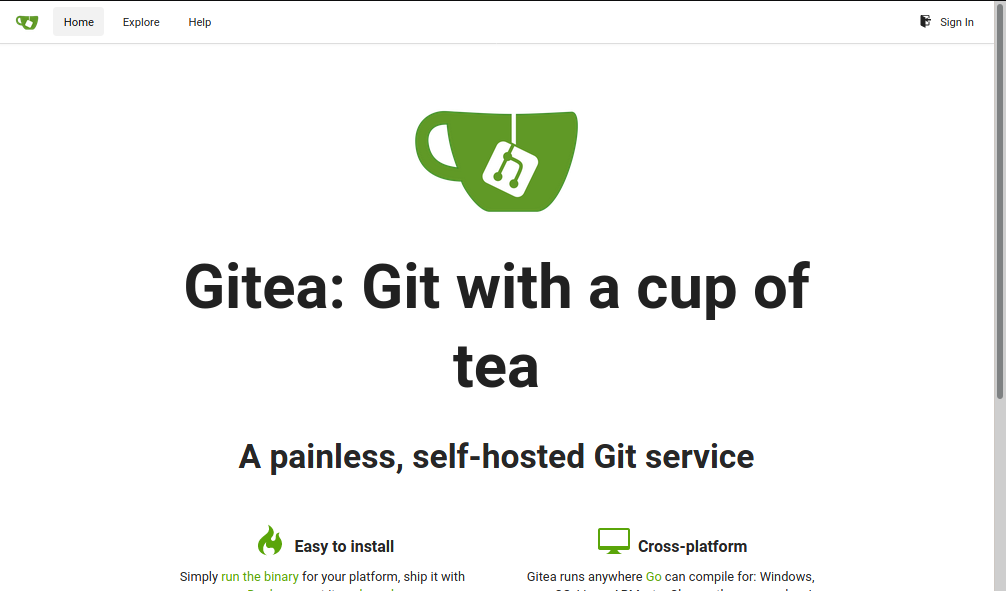 Home Explore Help Sign In
Gitea: Git with a cup of
tea
A painless, self-hosted Git service
Easy to install
Simply run the binary for your platform, ship it with
Cross-platform
Gitea runs anywhere Go can compile for: Windows,